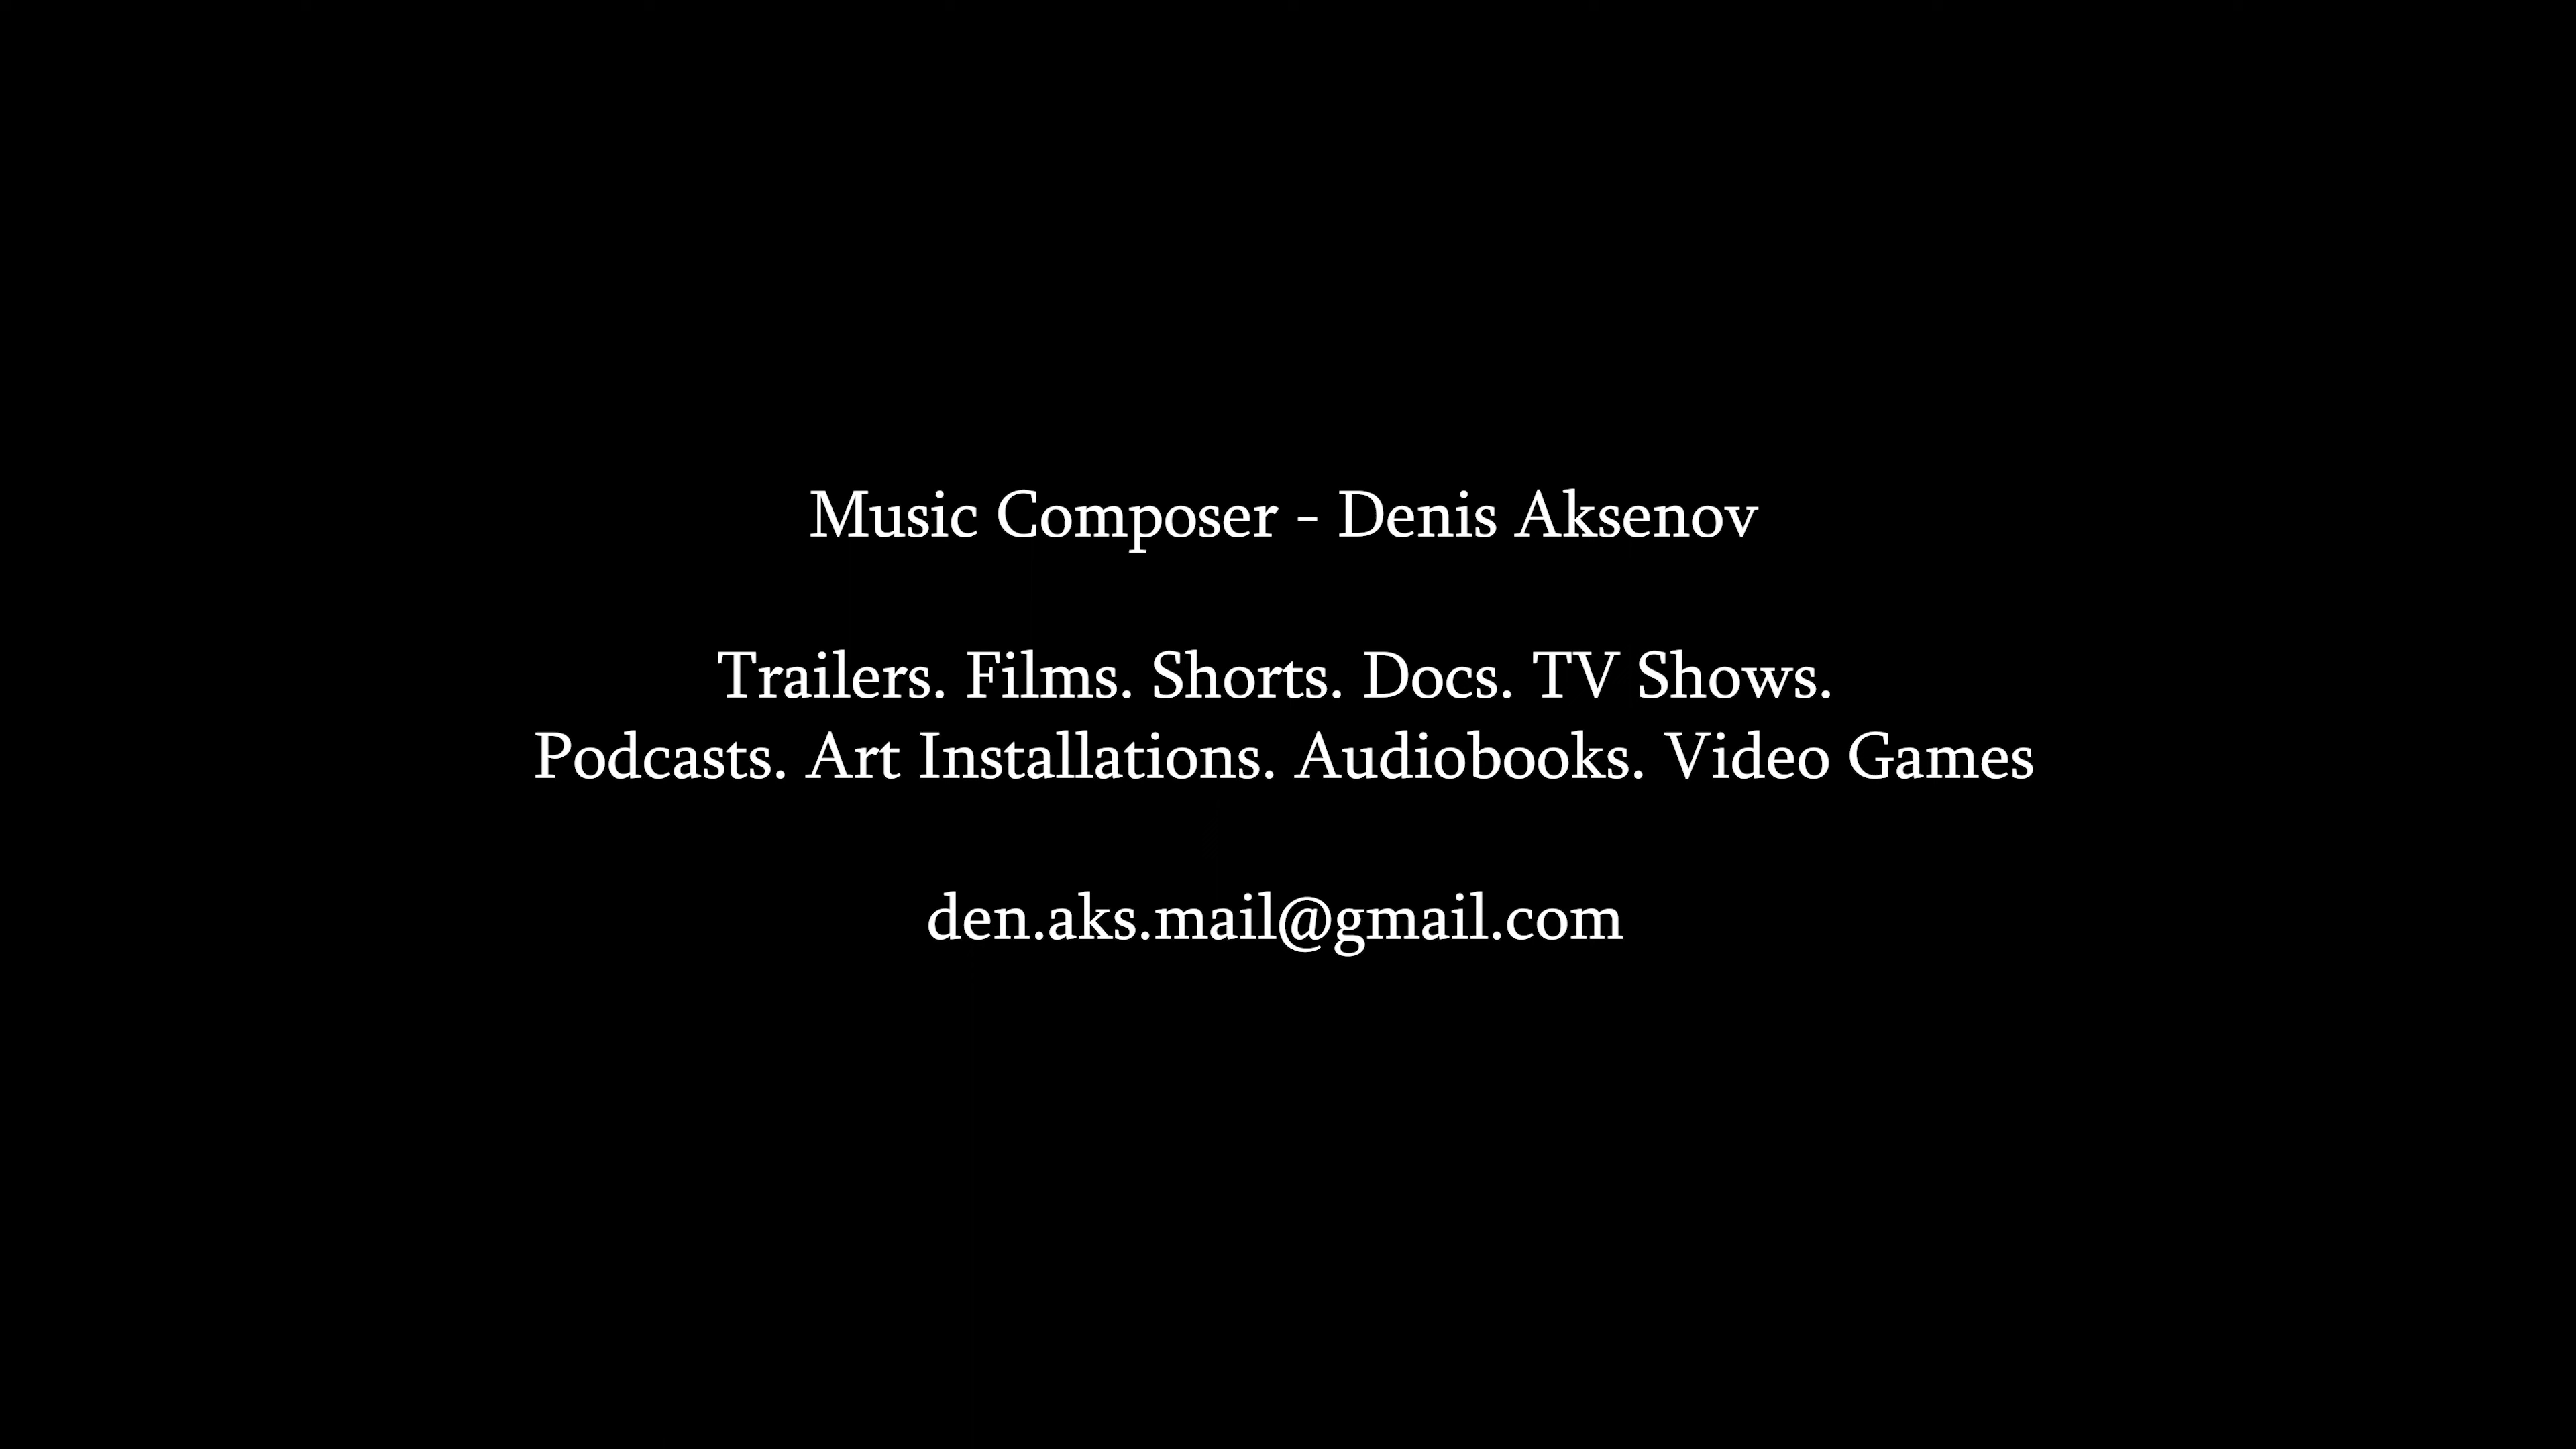 Music Composer - Denis Aksenov
Trailers. Films. Shorts. Docs. TV Shows.
Podcasts. Art Installations. Audiobooks. Video Games
den.aks.mail@gmail.com